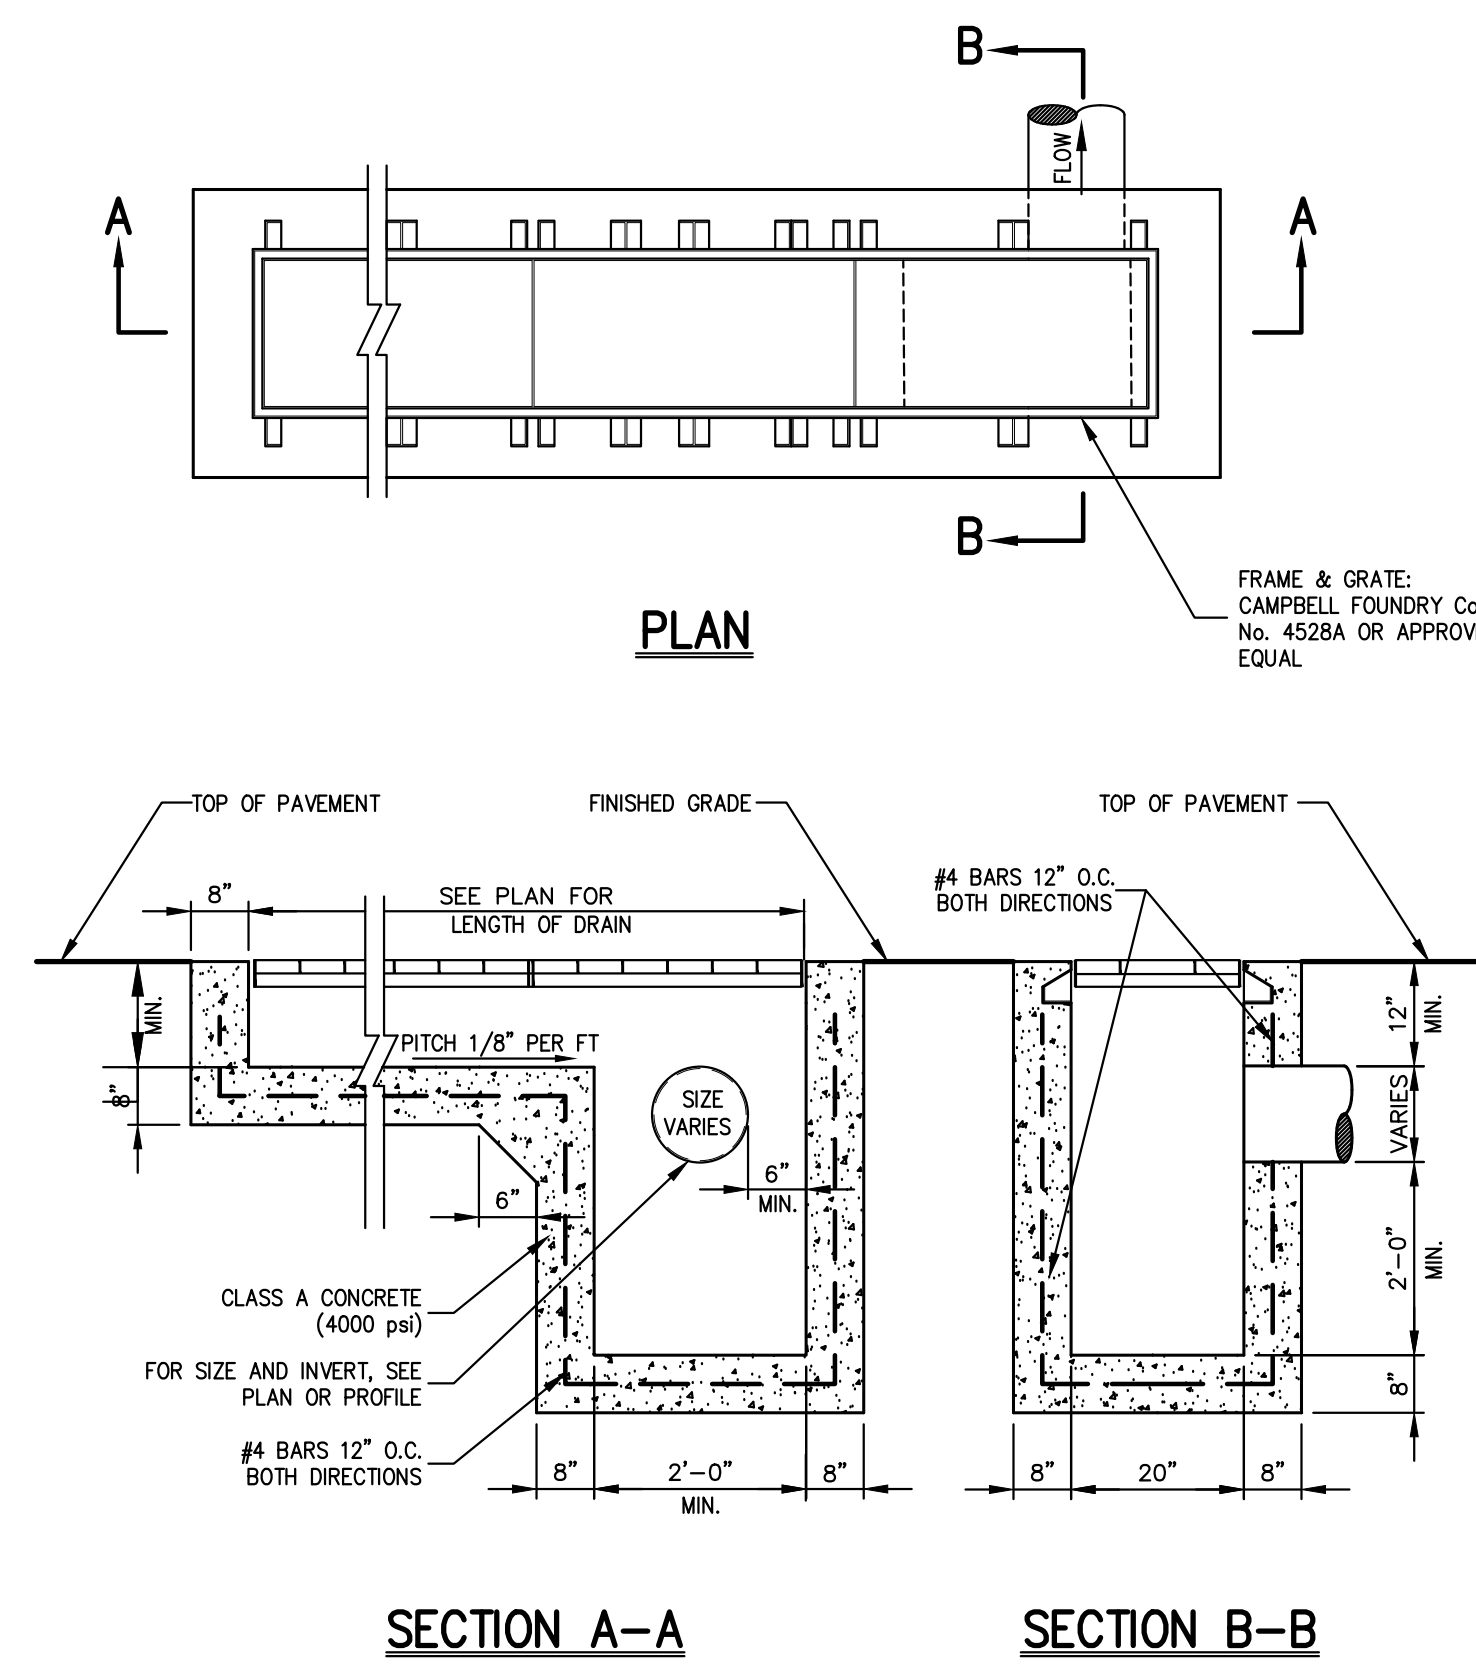 B
FLOW
A
A
B
FRAME & GRATE:
CAMPBELL FOUNDRY Co
No. 4528A OR
EQUAL
PLAN
TOP OF PAVEMENT
FINISHED GRADE
TOP OF PAVEMENT
8"
SEE PLAN FOR
LENGTH OF DRAIN
#4 BARS 12" O.C.
BOTH DIRECTIONS
MIN.
PITCH 1/8" PER FT
8"
SIZE
VARIES
6"
MIN.
6"
12"
MIN.
VARIES
2'-0"
MIN.
8"
CLASS A CONCRETE
(4000 psi)
FOR SIZE AND INVERT, SEE
PLAN OR PROFILE
#4 BARS 12" O.C.
BOTH DIRECTIONS
8"
2'-0"
MIN.
8"
8"
20"
8"
SECTION A-A
SECTION B-B